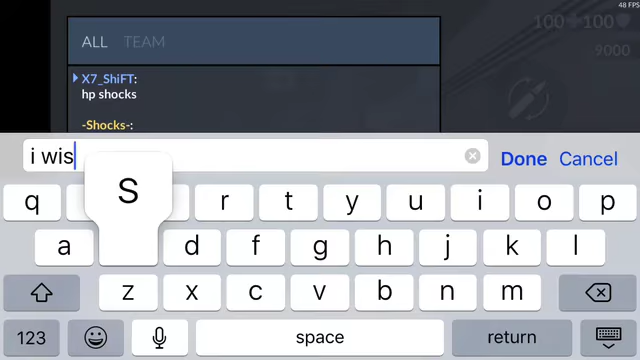 48 FPS
ALL TEAM
100 100
9000
X7_ShiFT:
hp shocks
-Shocks-:
i wis
Done Cancel
S
q r t y u i o p
a d f g h j k l
z x c v b n m
123 space return